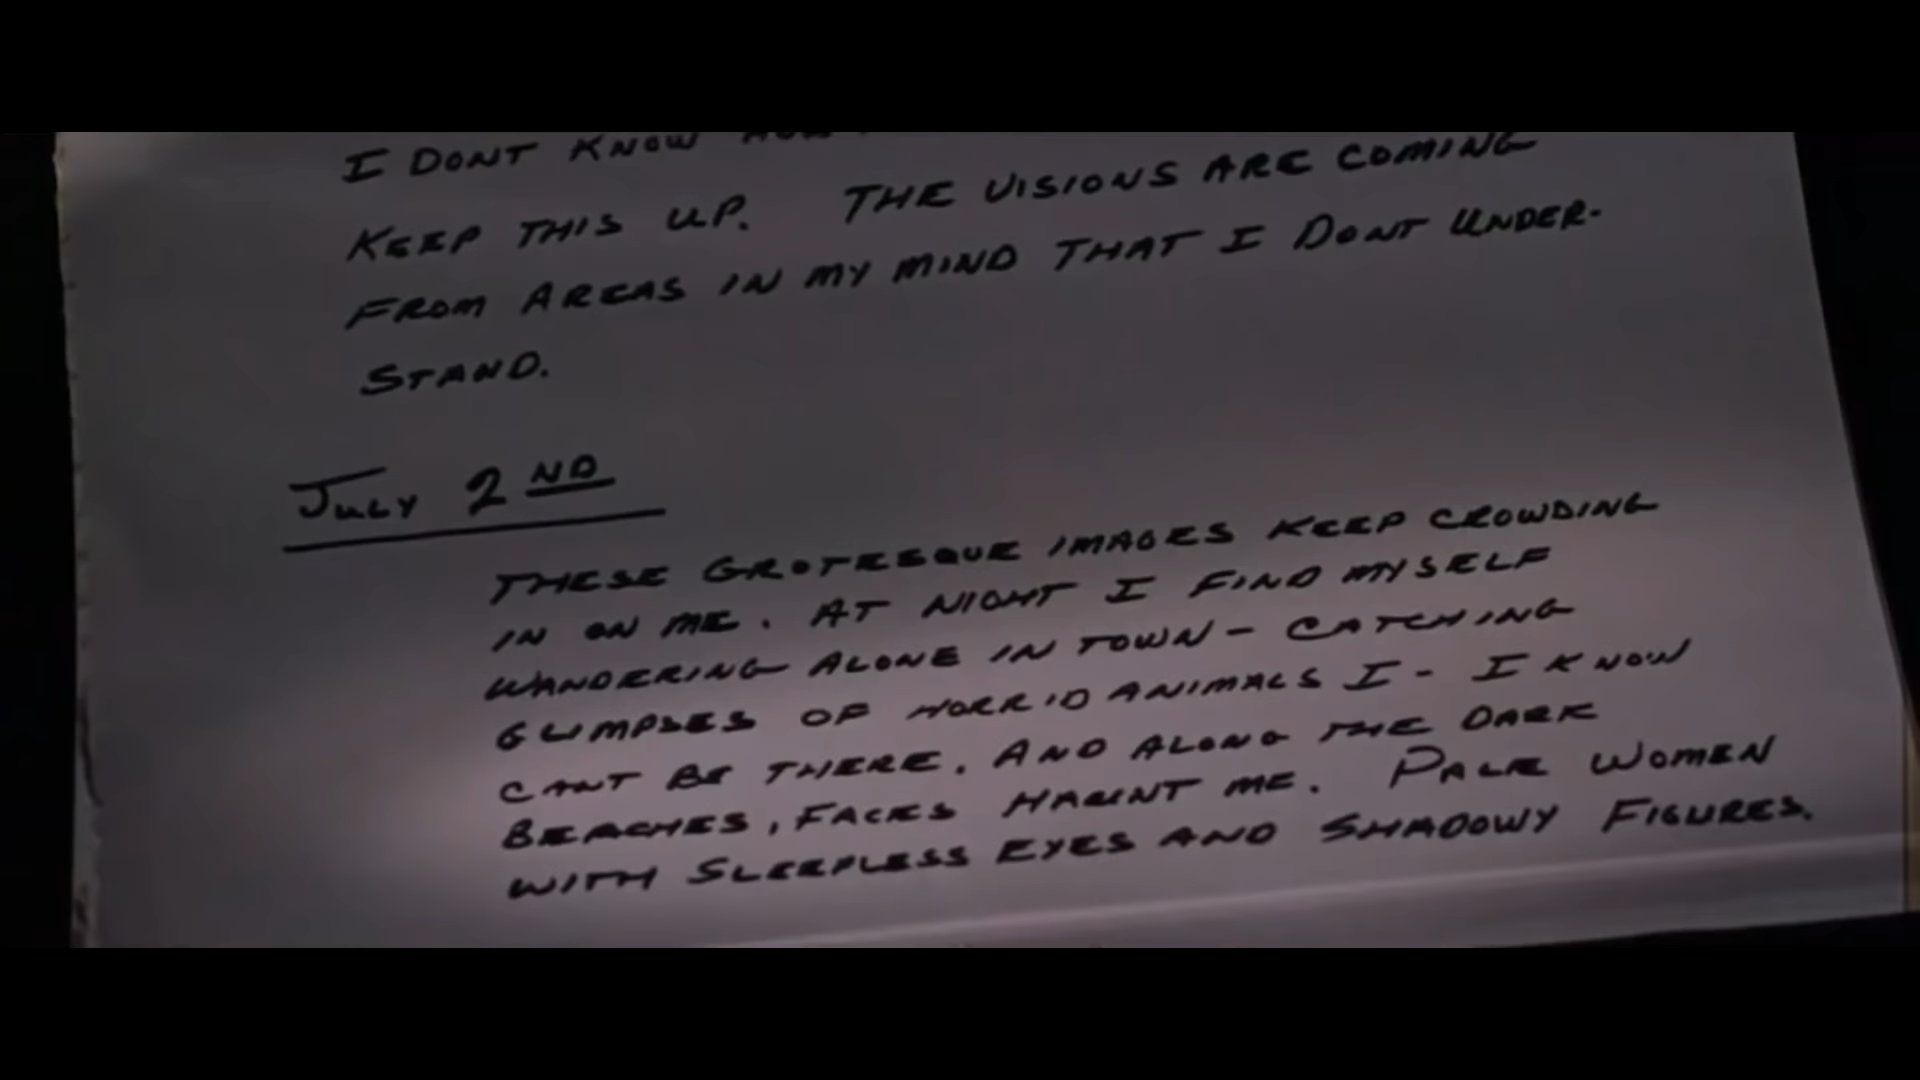 I DONT KNOW HOW
KEEP THIS UP. THE VISIONS ARE COMING
FROM AREAS IN MY MIND THAT I DONT UNDER-
STAND.
JULY 2ND
THESE GROTESQUE IMAGES KEEP CROWDING
IN ON ME. AT NIGHT I FIND MYSELF
WANDERING ALONE IN TOWN - CATCHING
GLIMPSES OF HORRID ANIMALS I - I KNOW
CANT BE THERE. AND ALONG THE DARK
BEACHES, FACES HAUNT ME. PALE WOMEN
WITH SLEEPLESS EYES AND SHADOWY FIGURES.